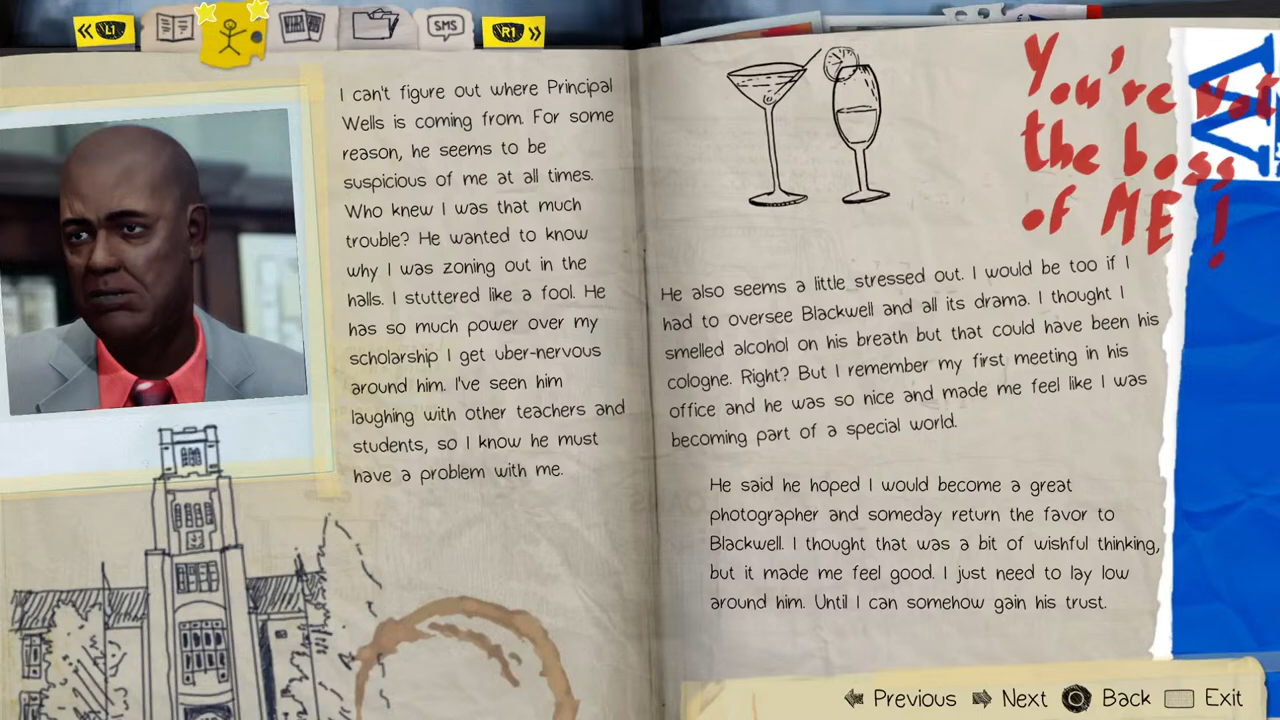 L1
SMS
R1
I can't figure out where Principal
Wells is coming from. For some
reason, he seems to be
suspicious of me at all times.
Who knew I was that much
trouble? He wanted to know
why I was zoning out in the
halls. I stuttered like a fool. He
has so much power over my
scholarship I get uber-nervous
around him. I've seen him
laughing with other teachers and
students, so I know he must
have a problem with me.
You're not
the boss
of ME!
W
He also seems a little stressed out. I would be too if I
had to oversee Blackwell and all its drama. I thought I
smelled alcohol on his breath but that could have been his
cologne. Right? But I remember my first meeting in his
office and he was so nice and made me feel like I was
becoming part of a special world.
He said he hoped I would become a great
photographer and someday return the favor to
Blackwell. I thought that was a bit of wishful thinking,
but it made me feel good. I just need to lay low
around him. Until I can somehow gain his trust.
Previous Next Back Exit